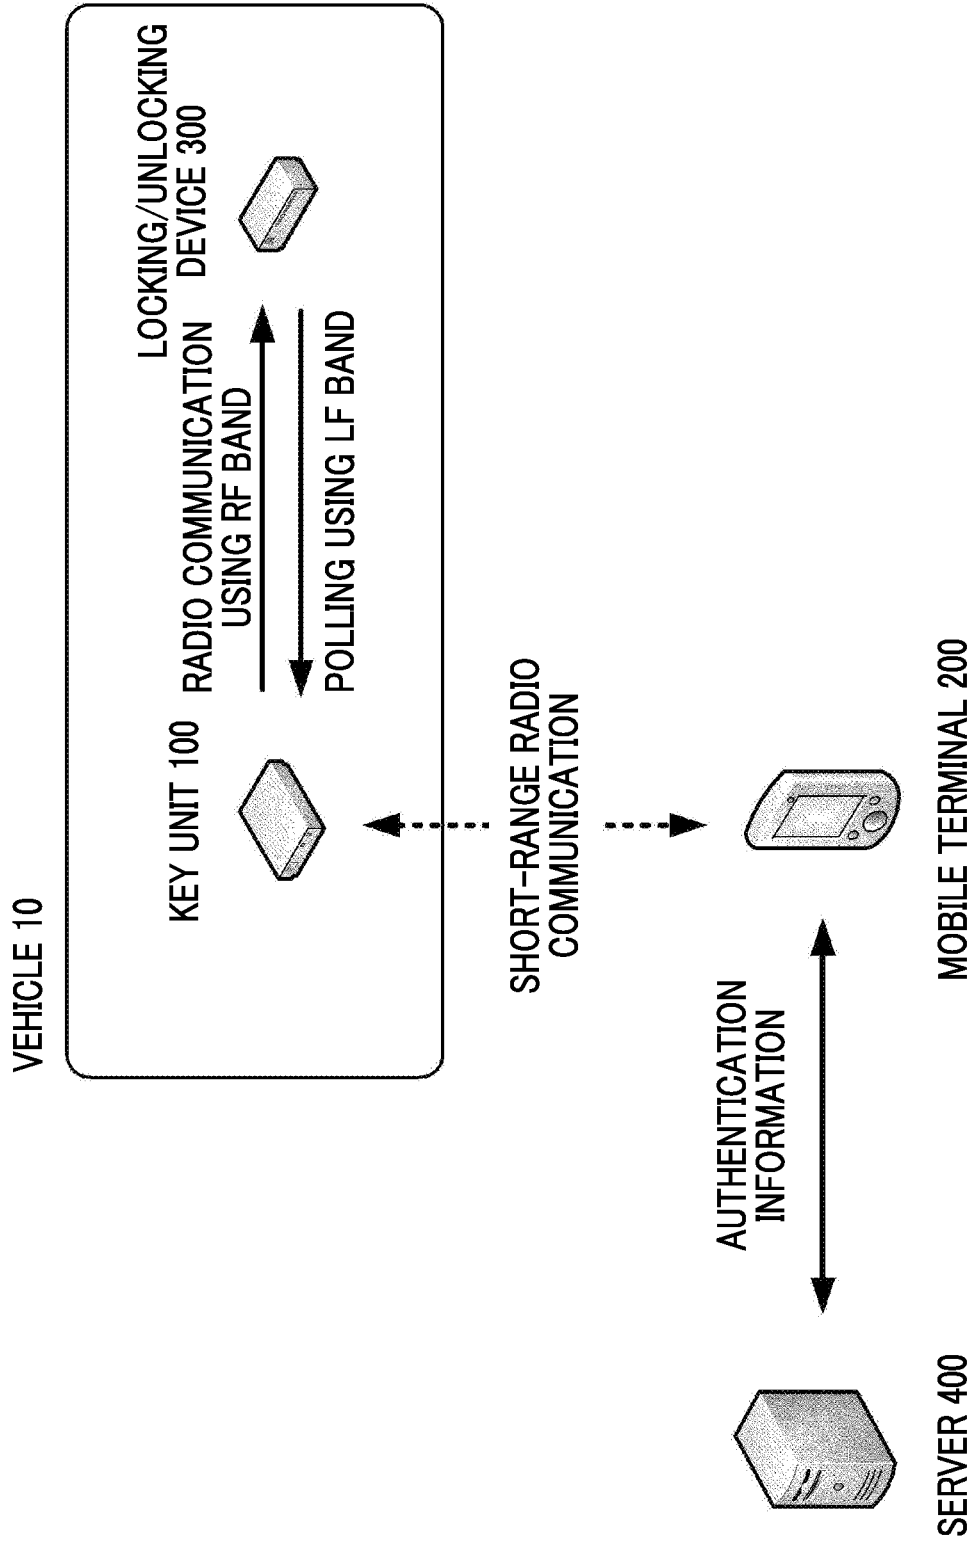 VEHICLE 10
KEY UNIT 100
RADIO COMMUNICATION
USING RF BAND
LOCKING/UNLOCKING
DEVICE 300
POLLING USING LF BAND
SHORT-RANGE RADIO
COMMUNICATION
AUTHENTICATION
INFORMATION
SERVER 400
MOBILE TERMINAL 200